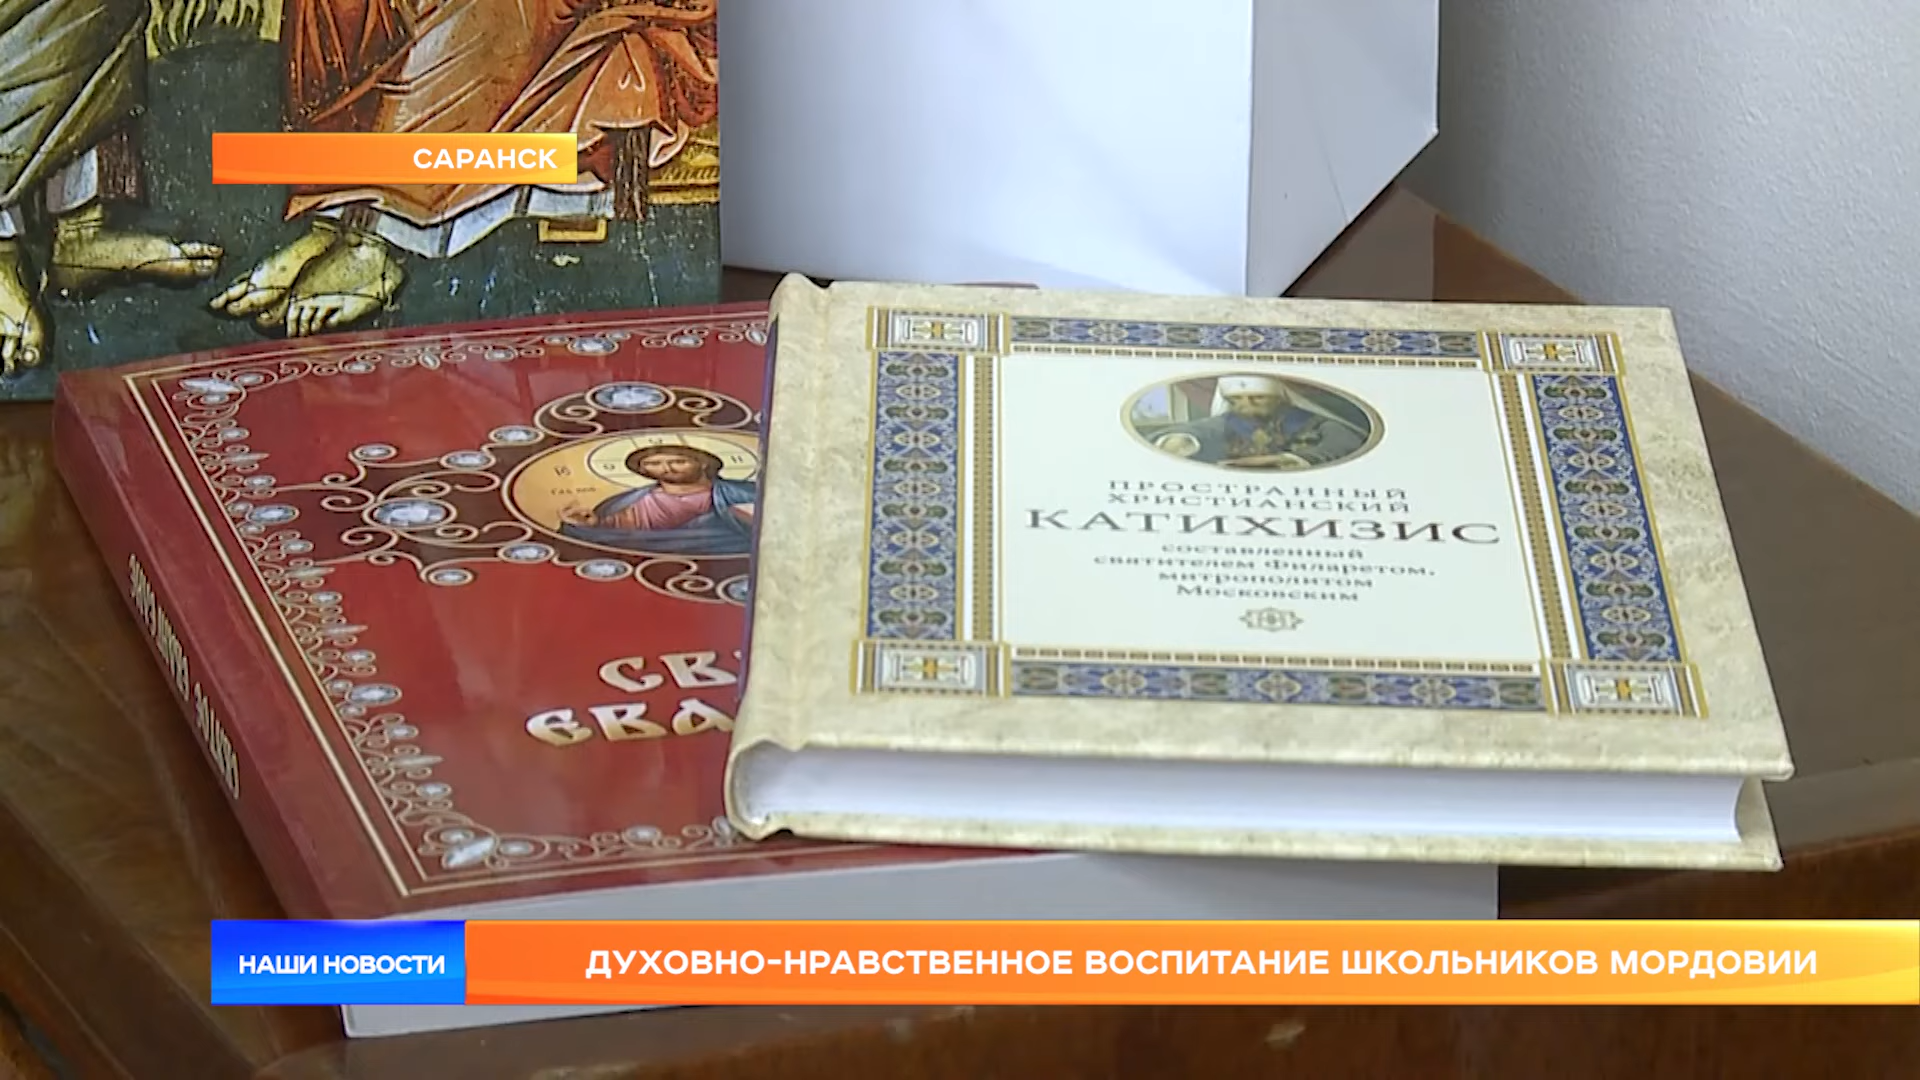 САРАНСК
ПРОСТРАННЫЙ
ХРИСТИАНСКИЙ
КАТИХИЗИС
составленный
святителем Филаретом,
митрополитом
Московским
НАШИ НОВОСТИ
ДУХОВНО-НРАВСТВЕННОЕ ВОСПИТАНИЕ ШКОЛЬНИКОВ МОРДОВИИ